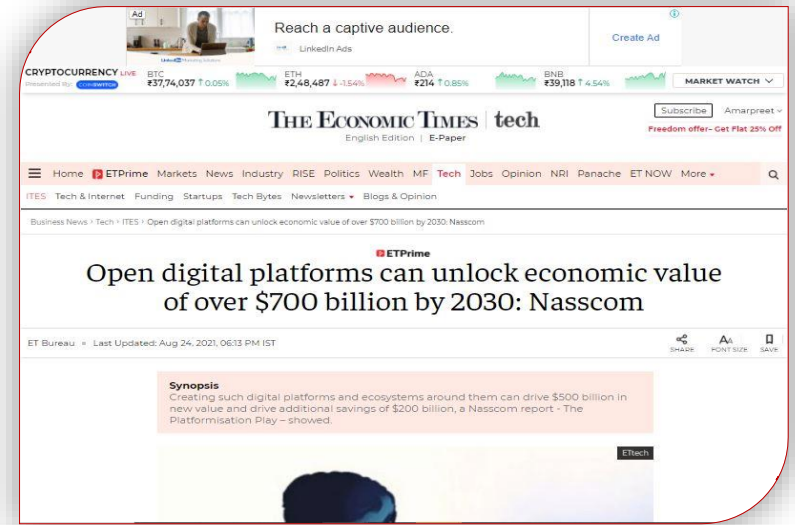 Ad
Reach a captive audience.
LinkedIn Ads
Create Ad
CRYPTOCURRENCY LIVE
Presented By: COINSWITCH
BTC
₹37,74,037 ↑ 0.05%
ETH
₹2,48,487 ↓ -1.54%
ADA
₹214 ↑ 0.85%
BNB
₹39,118 ↑ 4.54%
MARKET WATCH
THE ECONOMIC TIMES | tech
English Edition | E-Paper
Subscribe Amarpreet
Freedom offer– Get Flat 25% Off
Home ETPrime Markets News Industry RISE Politics Wealth MF Tech Jobs Opinion NRI Panache ET NOW More
ITES Tech & Internet Funding Startups Tech Bytes Newsletters Blogs & Opinion
Business News › Tech › ITES › Open digital platforms can unlock economic value of over $700 billion by 2030: Nasscom
ETPrime
Open digital platforms can unlock economic value
of over $700 billion by 2030: Nasscom
ET Bureau • Last Updated: Aug 24, 2021, 06:13 PM IST
SHARE FONT SIZE SAVE
Synopsis
Creating such digital platforms and ecosystems around them can drive $500 billion in
new value and drive additional savings of $200 billion, a Nasscom report - The
Platformisation Play – showed.
ETtech